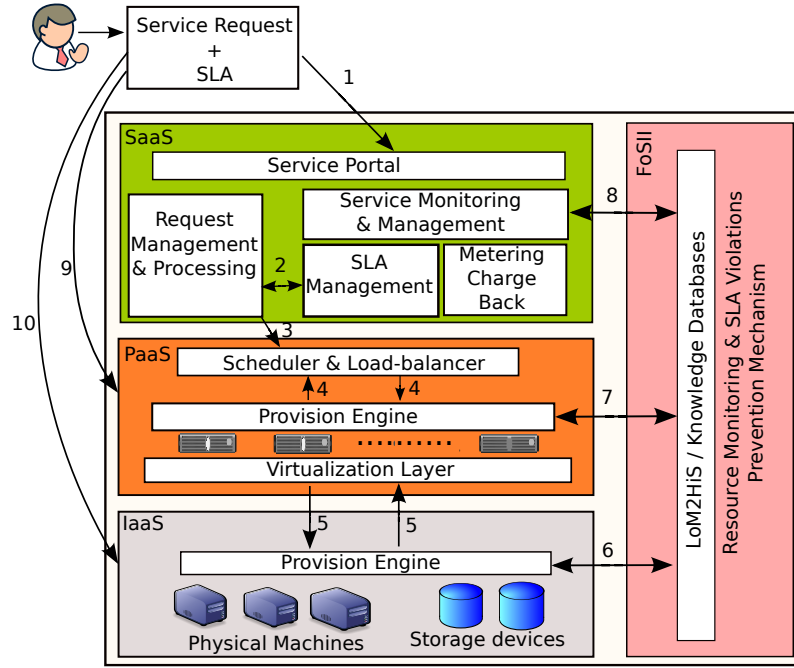 Service Request
+
SLA
1
SaaS
Service Portal
Request
Management
& Processing
Service Monitoring
& Management
8
2
SLA
Management
Metering
Charge
Back
9
10
3
PaaS
Scheduler & Load-balancer
4
4
Provision Engine
7
Virtualization Layer
5
5
IaaS
Provision Engine
6
Physical Machines
Storage devices
FoSII
LoM2HiS / Knowledge Databases
Resource Monitoring & SLA Violations
Prevention Mechanism